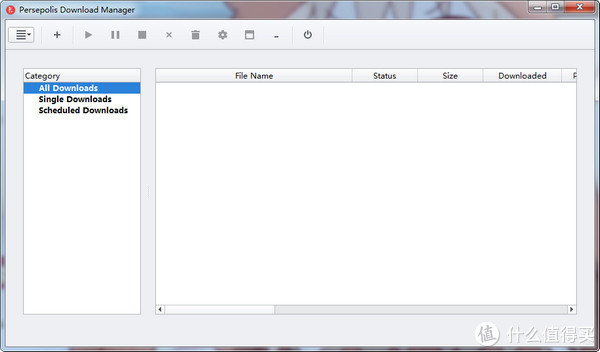 Persepolis Download Manager
Category
All Downloads
Single Downloads
Scheduled Downloads
File Name Status Size Downloaded
值 什么值得买